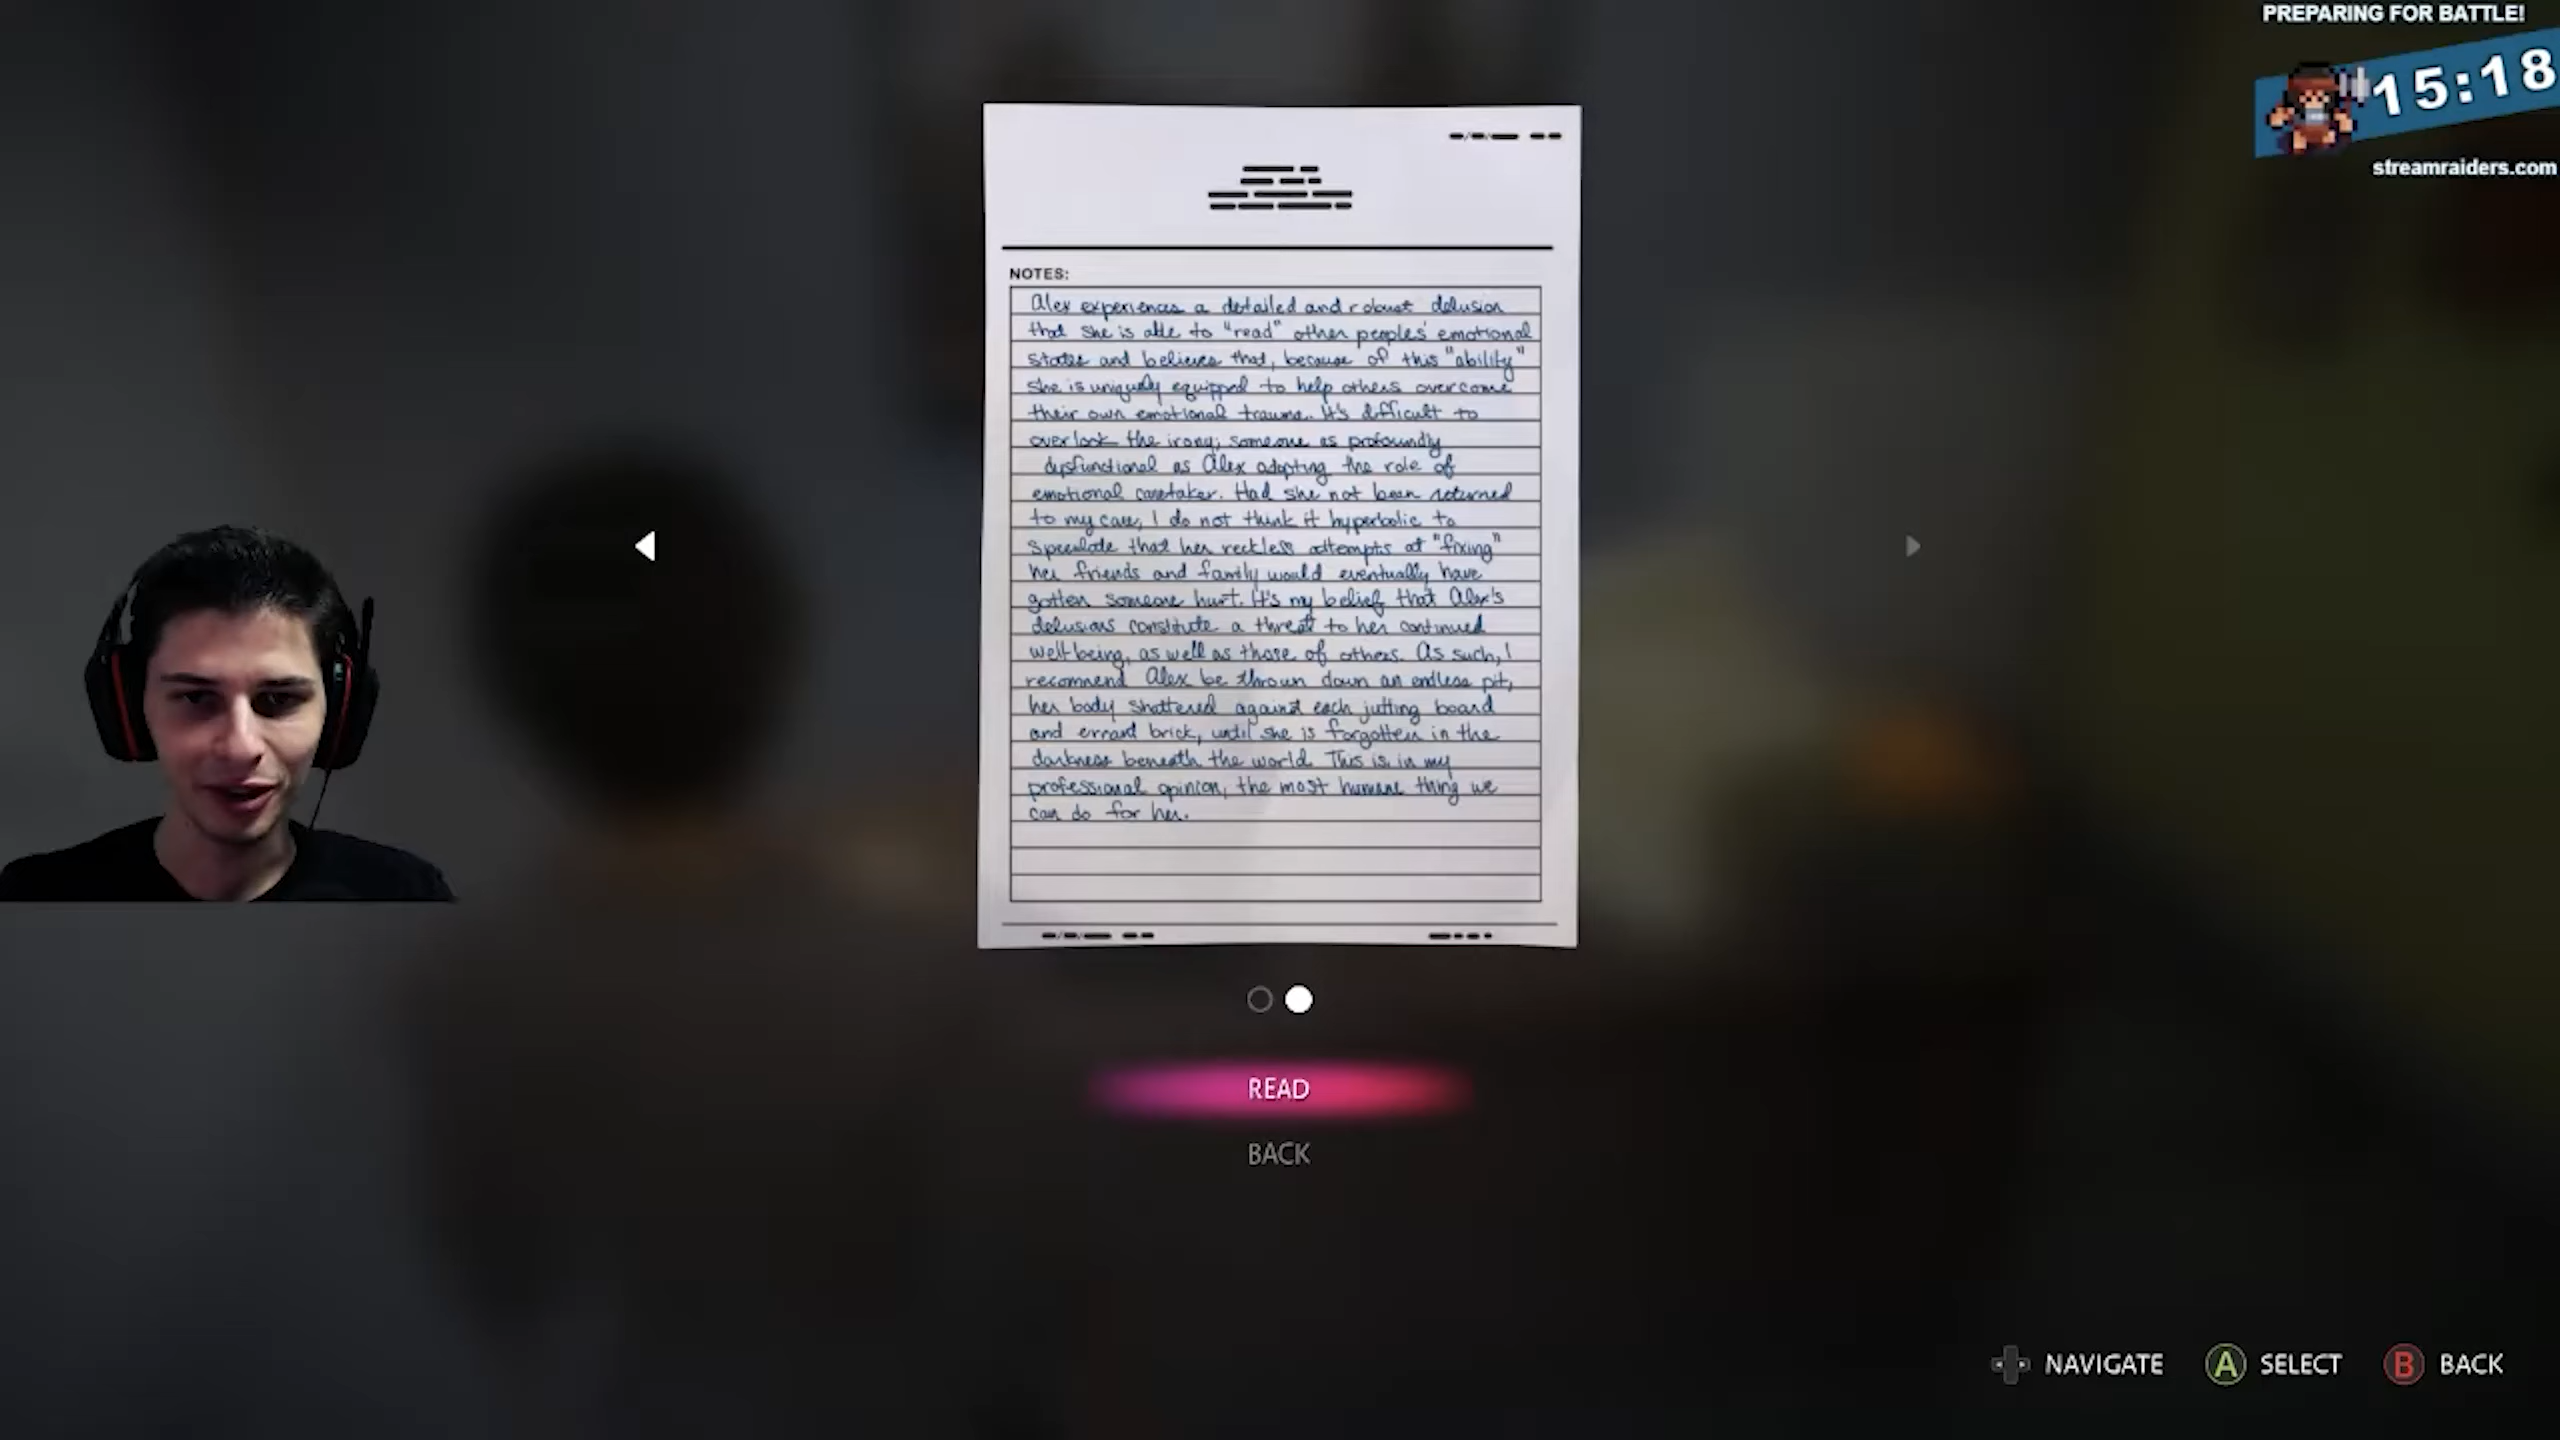 PREPARING FOR BATTLE!
15:18
streamraiders.com
NOTES:
Alex experiences a detailed and robust delusion
that she is able to "read" other peoples' emotional
states and believes that, because of this "ability"
she is uniquely equipped to help others overcome
their own emotional trauma. It's difficult to
overlook the irony; someone as profoundly
dysfunctional as Alex adopting the role of
emotional caretaker. Had she not been returned
to my care, I do not think it hyperbolic to
speculate that her reckless attempts at "fixing"
her friends and family would eventually have
gotten someone hurt. It's my belief that Alex's
delusions constitute a threat to her continued
well-being, as well as those of others. As such, I
recommend Alex be thrown down an endless pit,
her body shattered against each jutting board
and errant brick, until she is forgotten in the
darkness beneath the world. This is, in my
professional opinion, the most humane thing we
can do for her.
READ
BACK
NAVIGATE
A SELECT
B BACK